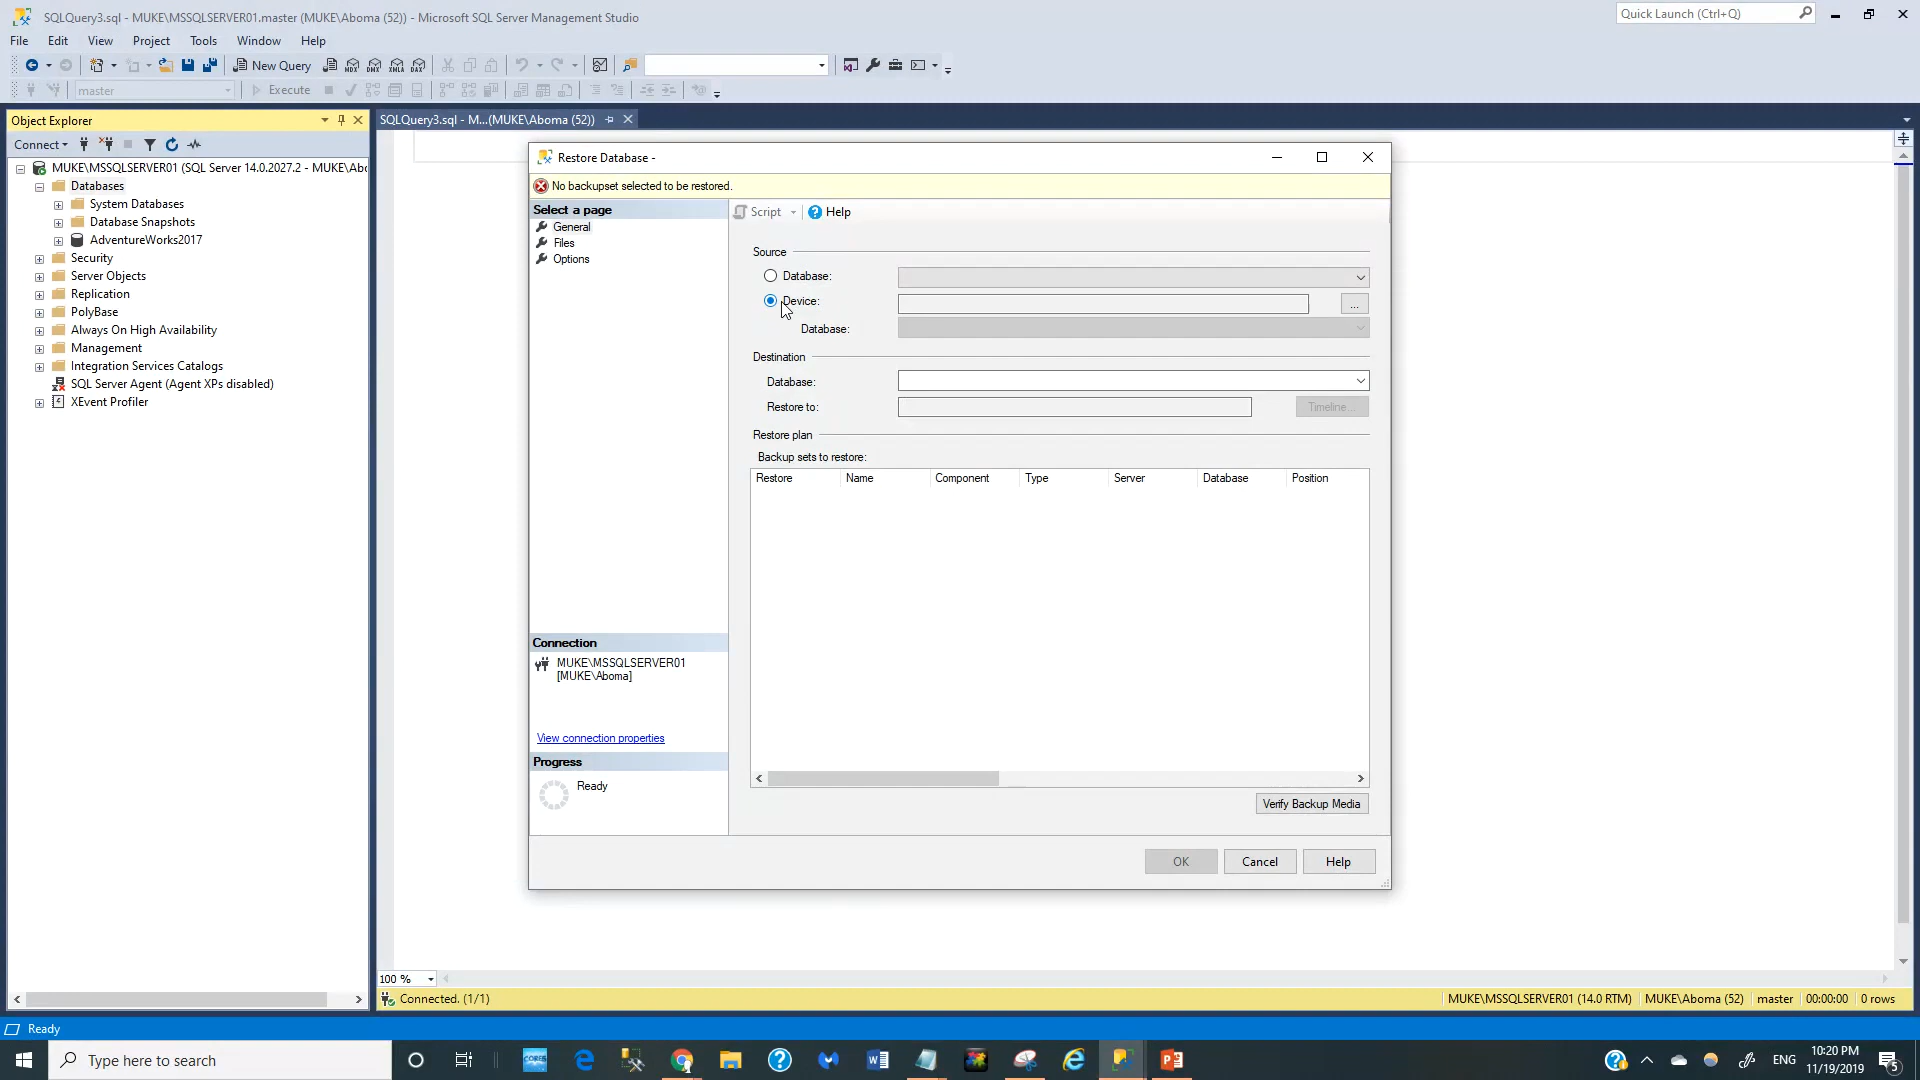 SQLQuery3.sql - MUKE\MSSQLSERVER01.master (MUKE\Aboma (52)) - Microsoft SQL Server Management Studio
Quick Launch (Ctrl+Q)
File Edit View Project Tools Window Help
New Query
MDX DMX XMLA DAX
master
Execute
Object Explorer
SQLQuery3.sql - M...(MUKE\Aboma (52))
Connect
MUKE\MSSQLSERVER01 (SQL Server 14.0.2027.2 - MUKE\Abo
Databases
System Databases
Database Snapshots
AdventureWorks2017
Security
Server Objects
Replication
PolyBase
Always On High Availability
Management
Integration Services Catalogs
SQL Server Agent (Agent XPs disabled)
XEvent Profiler
Restore Database -
No backupset selected to be restored.
Select a page
General
Files
Options
Script
Help
Source
Database:
Device:
...
Database:
Destination
Database:
Restore to:
Timeline...
Restore plan
Backup sets to restore:
Restore Name Component Type Server Database Position
Connection
MUKE\MSSQLSERVER01
[MUKE\Aboma]
View connection properties
Progress
Ready
Verify Backup Media
OK
Cancel
Help
100 %
Connected. (1/1)
MUKE\MSSQLSERVER01 (14.0 RTM) MUKE\Aboma (52) master 00:00:00 0 rows
Ready
Type here to search
ENG
10:20 PM
11/19/2019
5